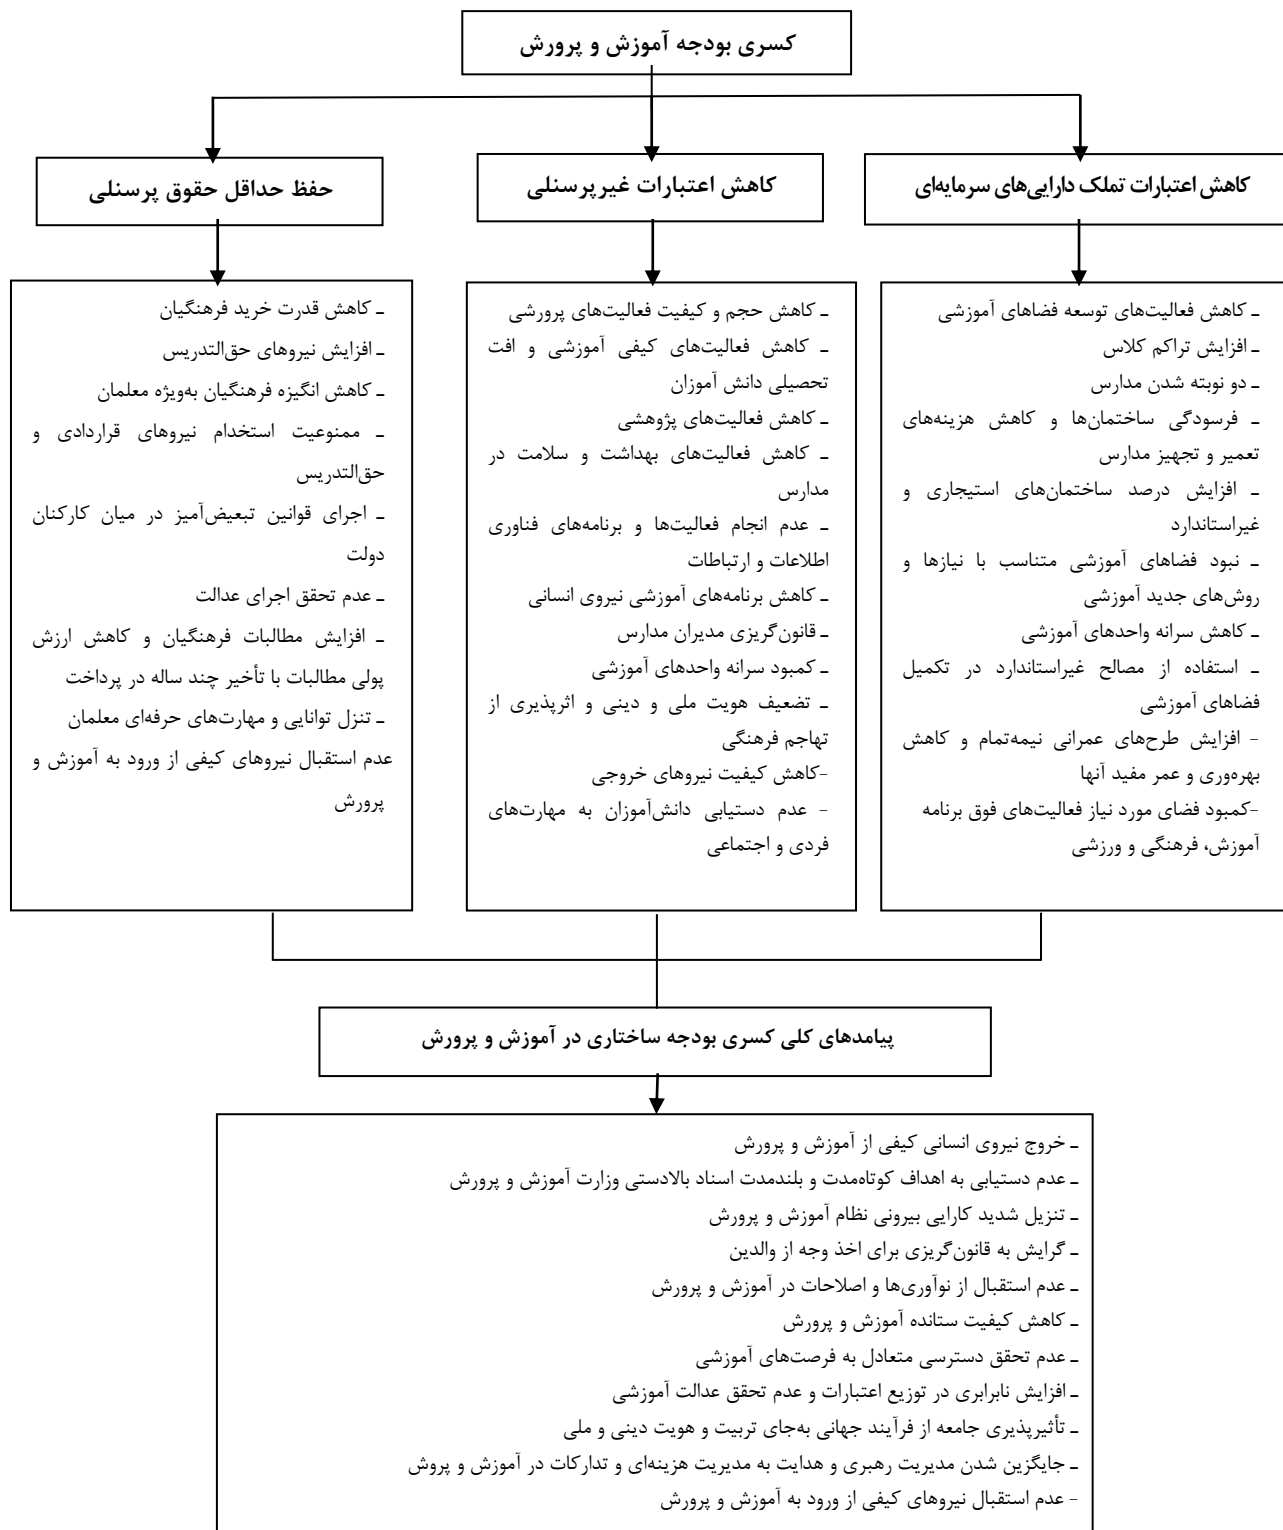 کسری بودجه آموزش و پرورش
کاهش اعتبارات تملک دارایی‌های سرمایه‌ای
کاهش اعتبارات غیرپرسنلی
حفظ حداقل حقوق پرسنلی
ـ کاهش فعالیت‌های توسعه فضاهای آموزشی
ـ افزایش تراکم کلاس
ـ دو نوبته شدن مدارس
ـ فرسودگی ساختمان‌ها و کاهش هزینه‌های
تعمیر و تجهیز مدارس
ـ افزایش درصد ساختمان‌های استیجاری و
غیراستاندارد
ـ نبود فضاهای آموزشی متناسب با نیازها و
روش‌های جدید آموزشی
ـ کاهش سرانه واحدهای آموزشی
ـ استفاده از مصالح غیراستاندارد در تکمیل
فضاهای آموزشی
- افزایش طرح‌های عمرانی نیمه‌تمام و کاهش
بهره‌وری و عمر مفید آنها
-کمبود فضای مورد نیاز فعالیت‌های فوق برنامه
آموزش، فرهنگی و ورزشی
ـ کاهش حجم و کیفیت فعالیت‌های پرورشی
ـ کاهش فعالیت‌های کیفی آموزشی و افت
تحصیلی دانش آموزان
ـ کاهش فعالیت‌های پژوهشی
ـ کاهش فعالیت‌های بهداشت و سلامت در
مدارس
ـ عدم انجام فعالیت‌ها و برنامه‌های فناوری
اطلاعات و ارتباطات
ـ کاهش برنامه‌های آموزشی نیروی انسانی
ـ قانون‌گریزی مدیران مدارس
ـ کمبود سرانه واحدهای آموزشی
ـ تضعیف هویت ملی و دینی و اثرپذیری از
تهاجم فرهنگی
-کاهش کیفیت نیروهای خروجی
- عدم دستیابی دانش‌آموزان به مهارت‌های
فردی و اجتماعی
ـ کاهش قدرت خرید فرهنگیان
ـ افزایش نیروهای حق‌التدریس
ـ کاهش انگیزه فرهنگیان به‌ویژه معلمان
ـ ممنوعیت استخدام نیروهای قراردادی و
حق‌التدریس
ـ اجرای قوانین تبعیض‌آمیز در میان کارکنان
دولت
ـ عدم تحقق اجرای عدالت
ـ افزایش مطالبات فرهنگیان و کاهش ارزش
پولی مطالبات با تأخیر چند ساله در پرداخت
ـ تنزل توانایی و مهارت‌های حرفه‌ای معلمان
عدم استقبال نیروهای کیفی از ورود به آموزش و
پرورش
پیامدهای کلی کسری بودجه ساختاری در آموزش و پرورش
ـ خروج نیروی انسانی کیفی از آموزش و پرورش
ـ عدم دستیابی به اهداف کوتاه‌مدت و بلندمدت اسناد بالادستی وزارت آموزش و پرورش
ـ تنزیل شدید کارایی بیرونی نظام آموزش و پرورش
ـ گرایش به قانون‌گریزی برای اخذ وجه از والدین
ـ عدم استقبال از نوآوری‌ها و اصلاحات در آموزش و پرورش
ـ کاهش کیفیت ستانده آموزش و پرورش
ـ عدم تحقق دسترسی متعادل به فرصت‌های آموزشی
ـ افزایش نابرابری در توزیع اعتبارات و عدم تحقق عدالت آموزشی
ـ تأثیرپذیری جامعه از فرآیند جهانی به‌جای تربیت و هویت دینی و ملی
ـ جایگزین شدن مدیریت رهبری و هدایت به مدیریت هزینه‌ای و تدارکات در آموزش و پروش
- عدم استقبال نیروهای کیفی از ورود به آموزش و پرورش